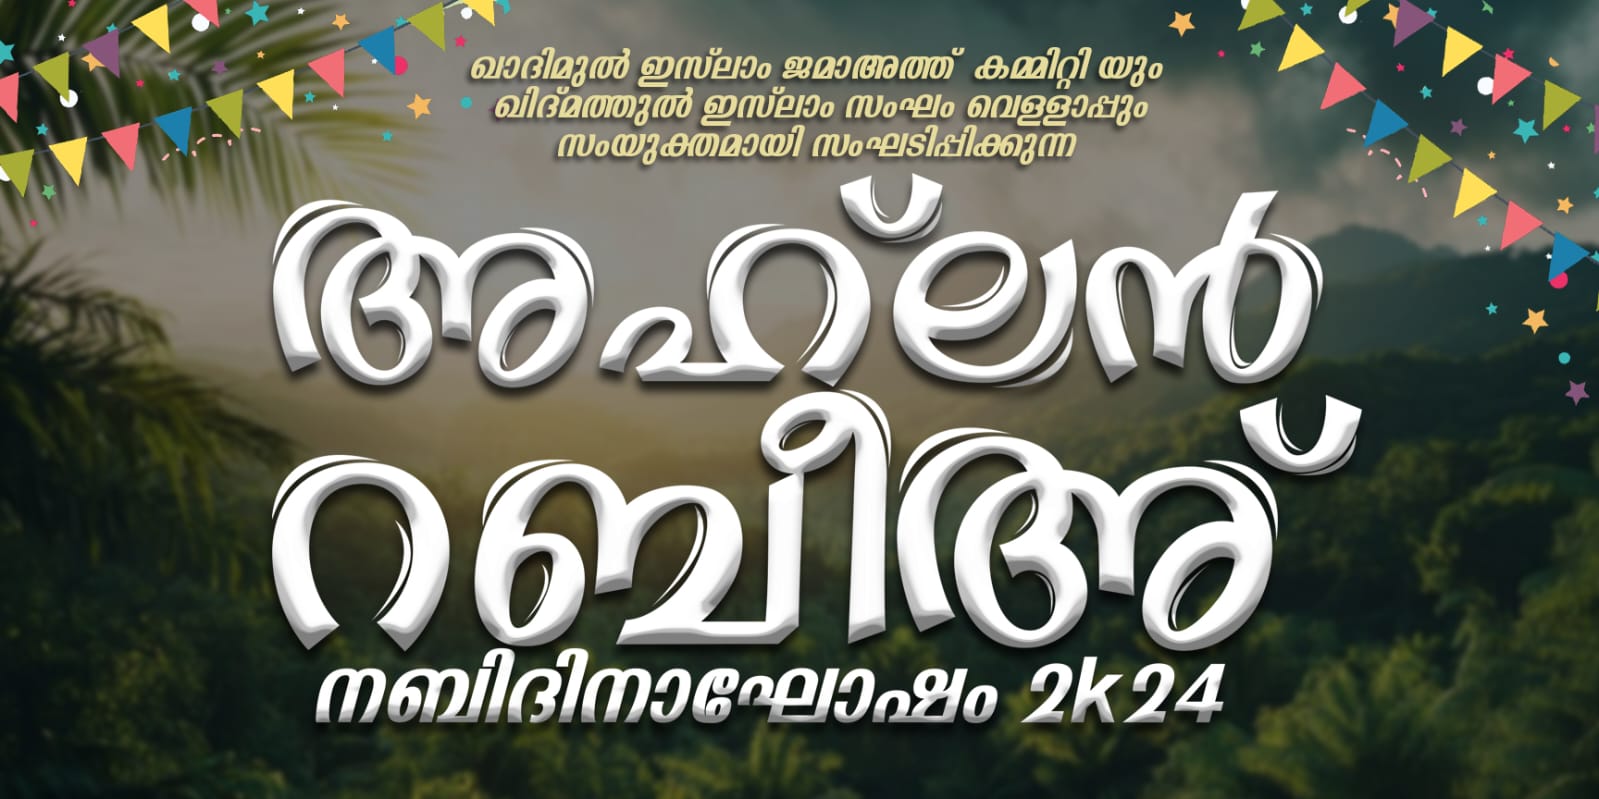 ഖാദിമുൽ ഇസ്‌ലാം ജമാഅത്ത് കമ്മിറ്റി യും
ഖിദ്മത്തുൽ ഇസ്‌ലാം സംഘം വെള്ളാപ്പും
സംയുക്തമായി സംഘടിപ്പിക്കുന്ന
അഹ്‌ലൻ
റബീഅ്
നബിദിനാഘോഷം 2k24